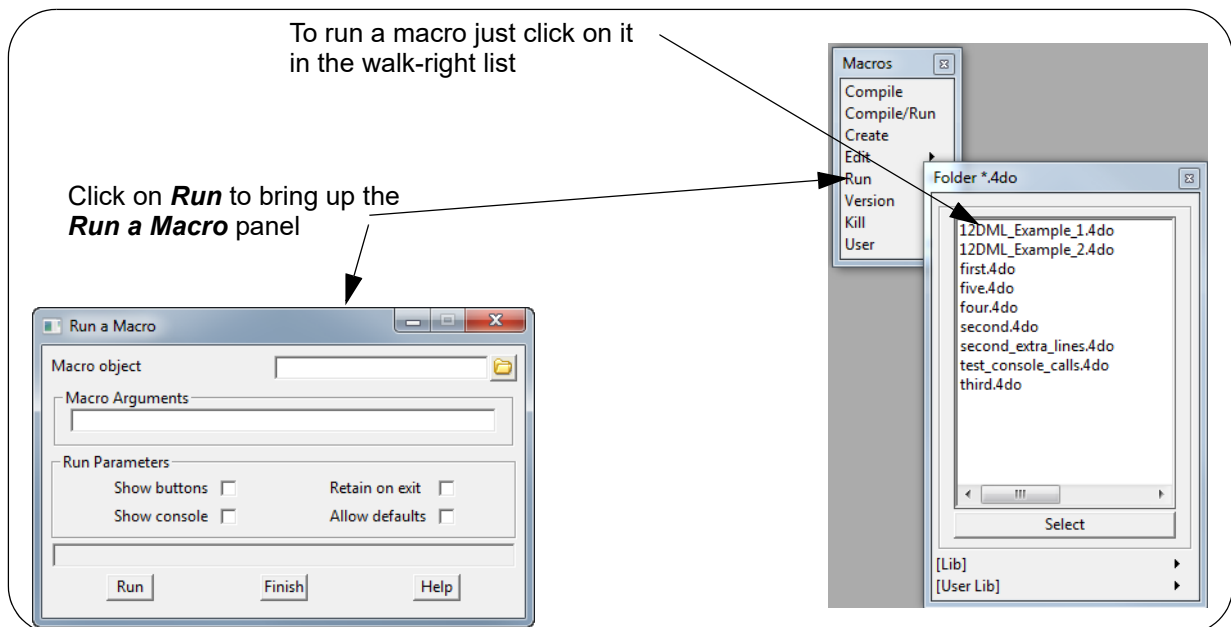 To run a macro just click on it
in the walk-right list
Click on Run to bring up the
Run a Macro panel
Macros
Compile
Compile/Run
Create
Edit
Run
Version
Kill
User
Folder *.4do
12DML_Example_1.4do
12DML_Example_2.4do
first.4do
five.4do
four.4do
second.4do
second_extra_lines.4do
test_console_calls.4do
third.4do
Select
[Lib]
[User Lib]
Run a Macro
Macro object
Macro Arguments
Run Parameters
Show buttons Retain on exit
Show console Allow defaults
Run Finish Help